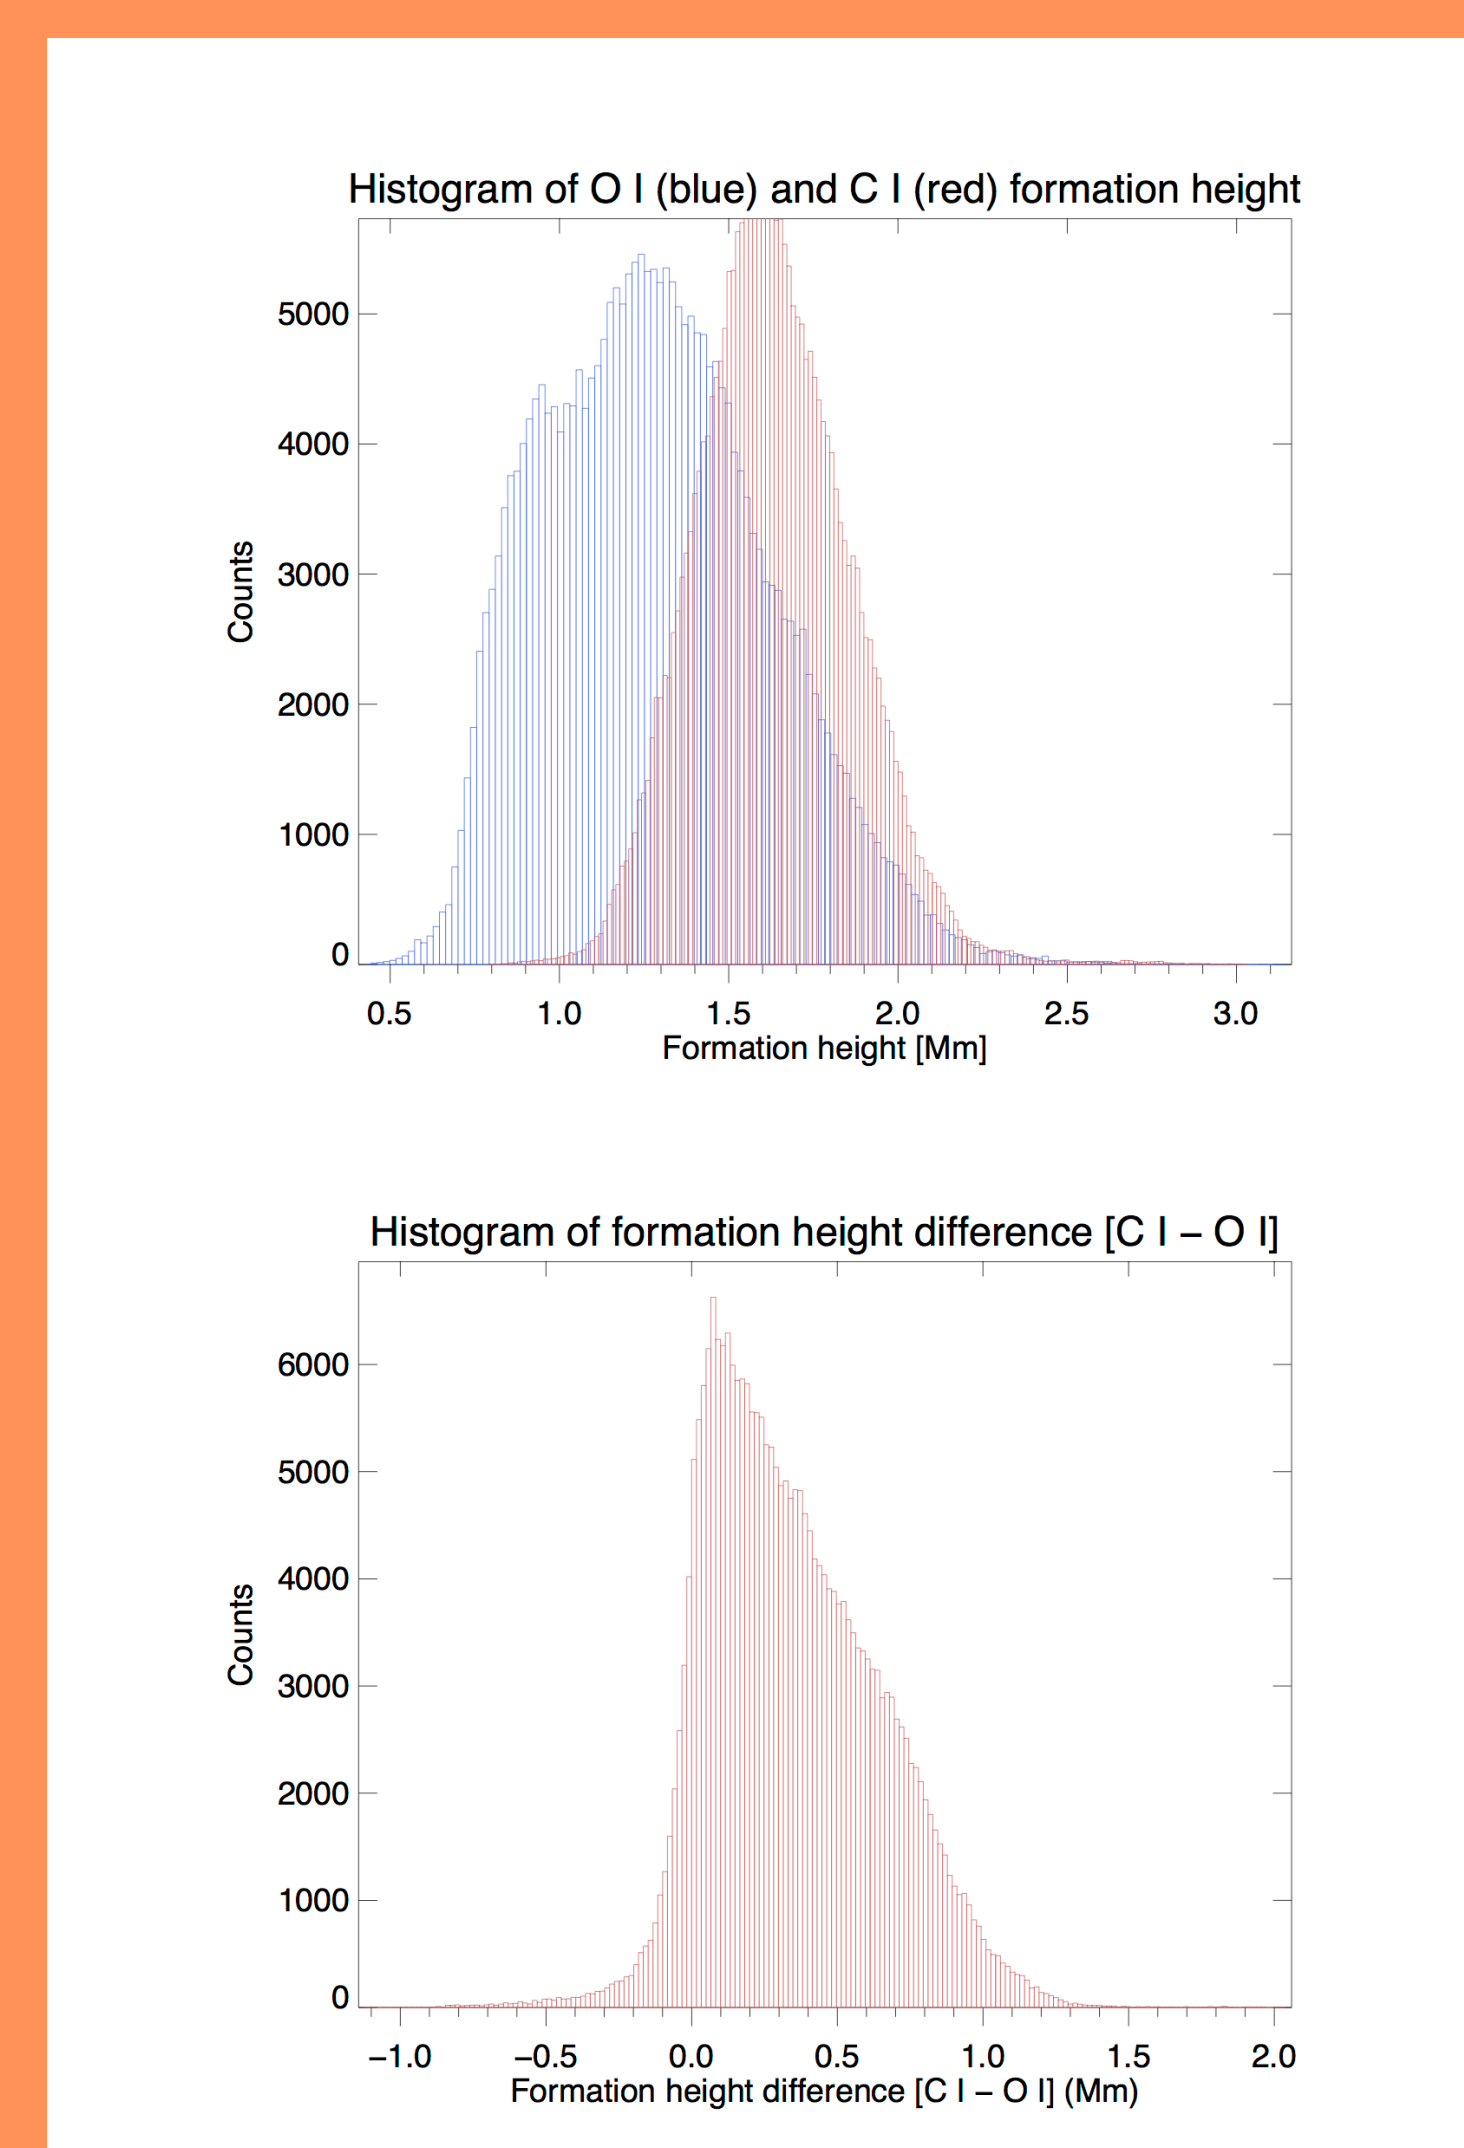 Histogram of O I (blue) and C I (red) formation height
5000
4000
3000
2000
1000
0
Counts
0.5 1.0 1.5 2.0 2.5 3.0
Formation height [Mm]
Histogram of formation height difference [C I – O I]
6000
5000
4000
3000
2000
1000
0
Counts
−1.0 −0.5 0.0 0.5 1.0 1.5 2.0
Formation height difference [C I – O I] (Mm)